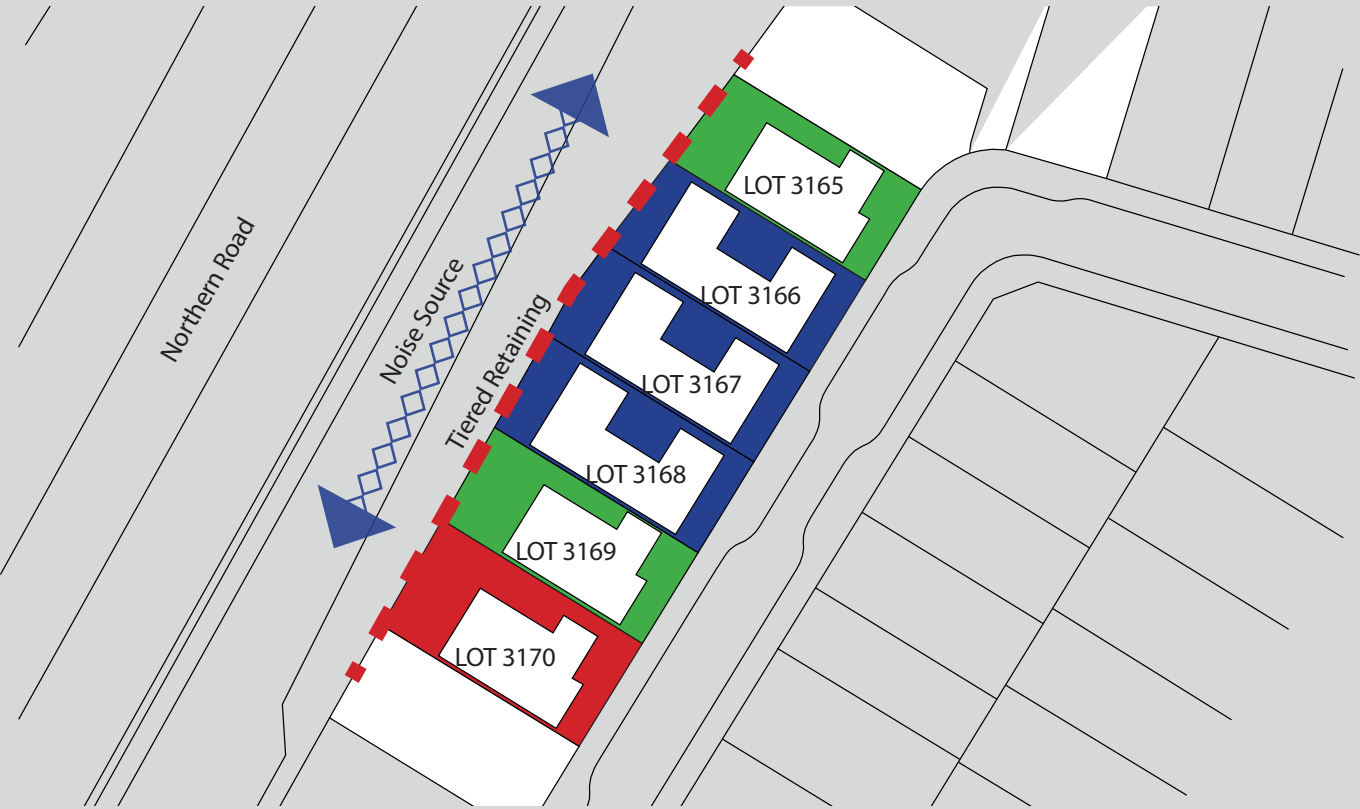 Northern Road
Noise Source
Tiered Retaining
LOT 3165
LOT 3166
LOT 3167
LOT 3168
LOT 3169
LOT 3170